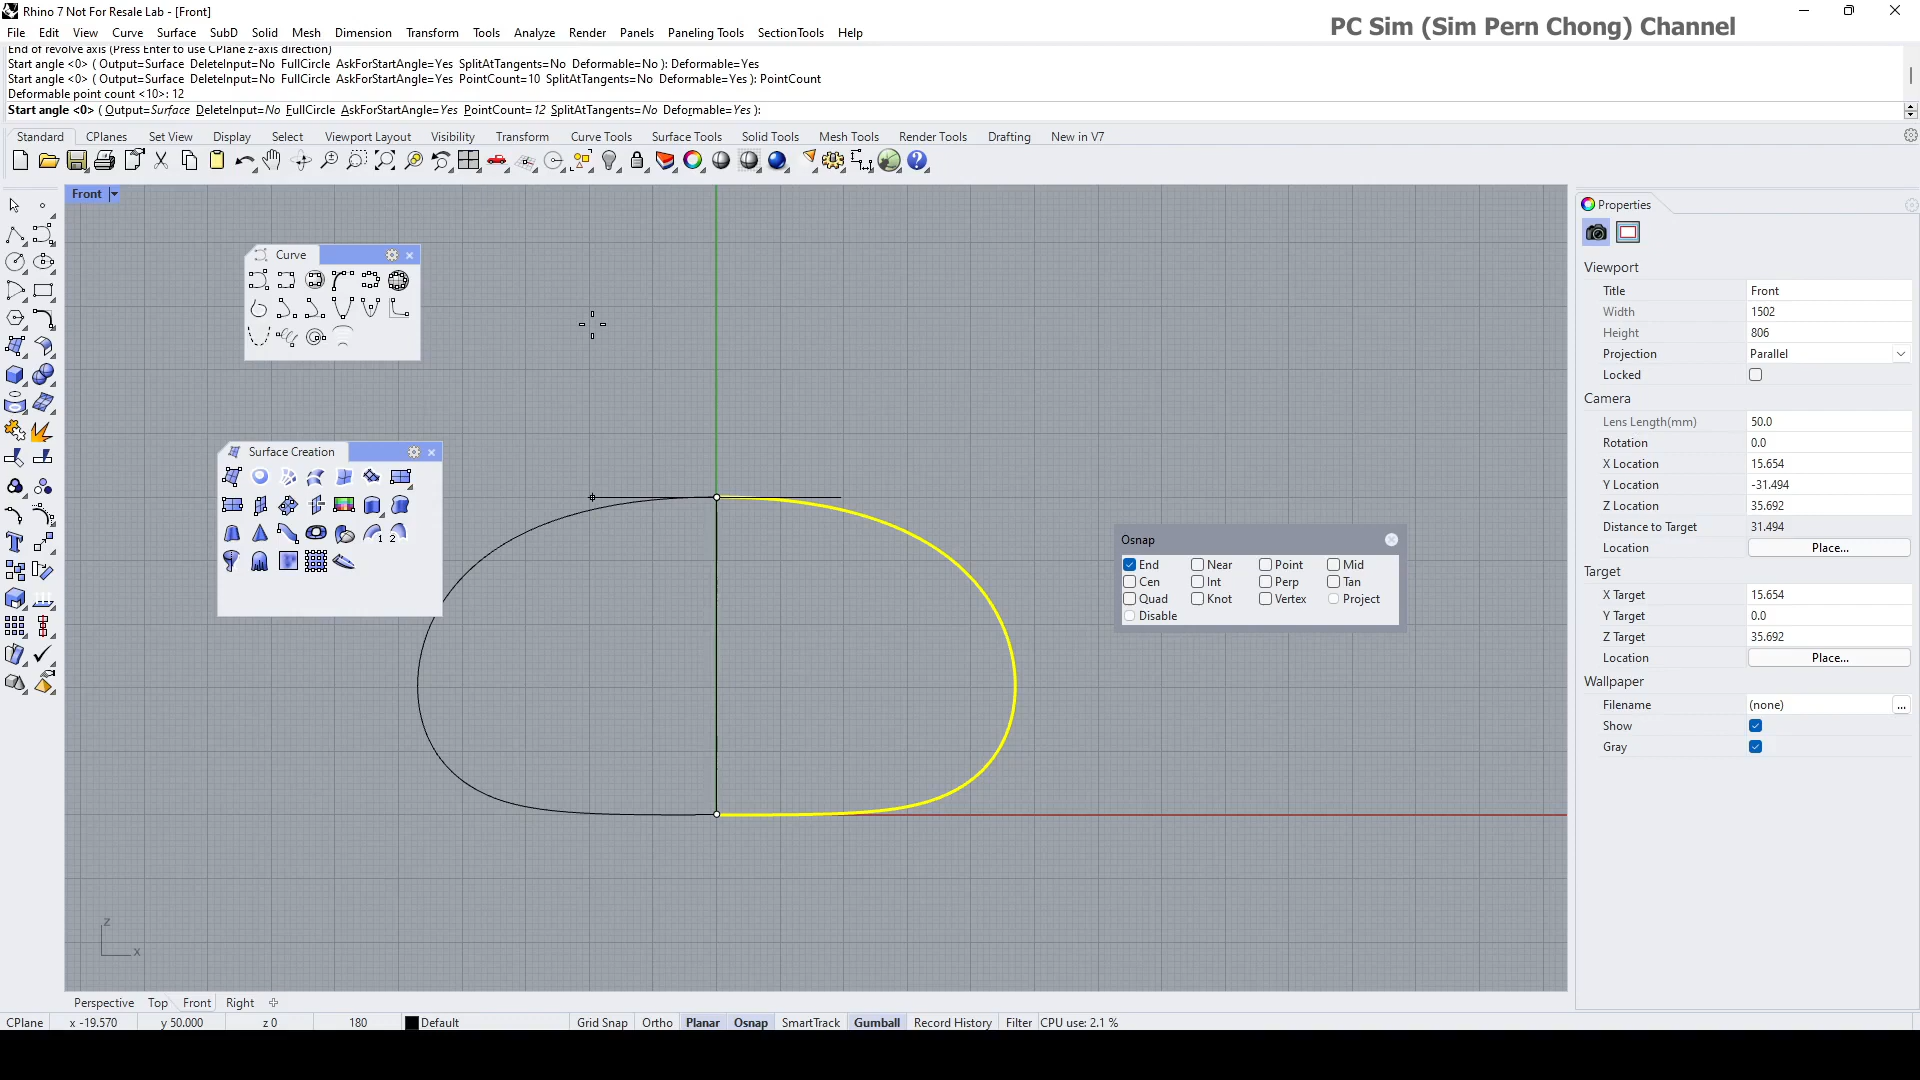 Rhino 7 Not For Resale Lab - [Front]
PC Sim (Sim Pern Chong) Channel
File Edit View Curve Surface SubD Solid Mesh Dimension Transform Tools Analyze Render Panels Paneling Tools SectionTools Help
End of revolve axis (Press Enter to use CPlane z-axis direction)
Start angle <0> ( Output=Surface DeleteInput=No FullCircle AskForStartAngle=Yes SplitAtTangents=No Deformable=No ): Deformable=Yes
Start angle <0> ( Output=Surface DeleteInput=No FullCircle AskForStartAngle=Yes PointCount=10 SplitAtTangents=No Deformable=Yes ): PointCount
Deformable point count <10>: 12
Start angle <0> ( Output=Surface DeleteInput=No FullCircle AskForStartAngle=Yes PointCount=12 SplitAtTangents=No Deformable=Yes ):
Standard CPlanes Set View Display Select Viewport Layout Visibility Transform Curve Tools Surface Tools Solid Tools Mesh Tools Render Tools Drafting New in V7
Front
Curve
Surface Creation
1 2
Osnap
End Near Point Mid
Cen Int Perp Tan
Quad Knot Vertex Project
Disable
z
x
Properties
Viewport
Title Front
Width 1502
Height 806
Projection Parallel
Locked
Camera
Lens Length(mm) 50.0
Rotation 0.0
X Location 15.654
Y Location -31.494
Z Location 35.692
Distance to Target 31.494
Location Place...
Target
X Target 15.654
Y Target 0.0
Z Target 35.692
Location Place...
Wallpaper
Filename (none) ...
Show
Gray
Perspective Top Front Right
CPlane x -19.570 y 50.000 z 0 180 Default Grid Snap Ortho Planar Osnap SmartTrack Gumball Record History Filter CPU use: 2.1 %